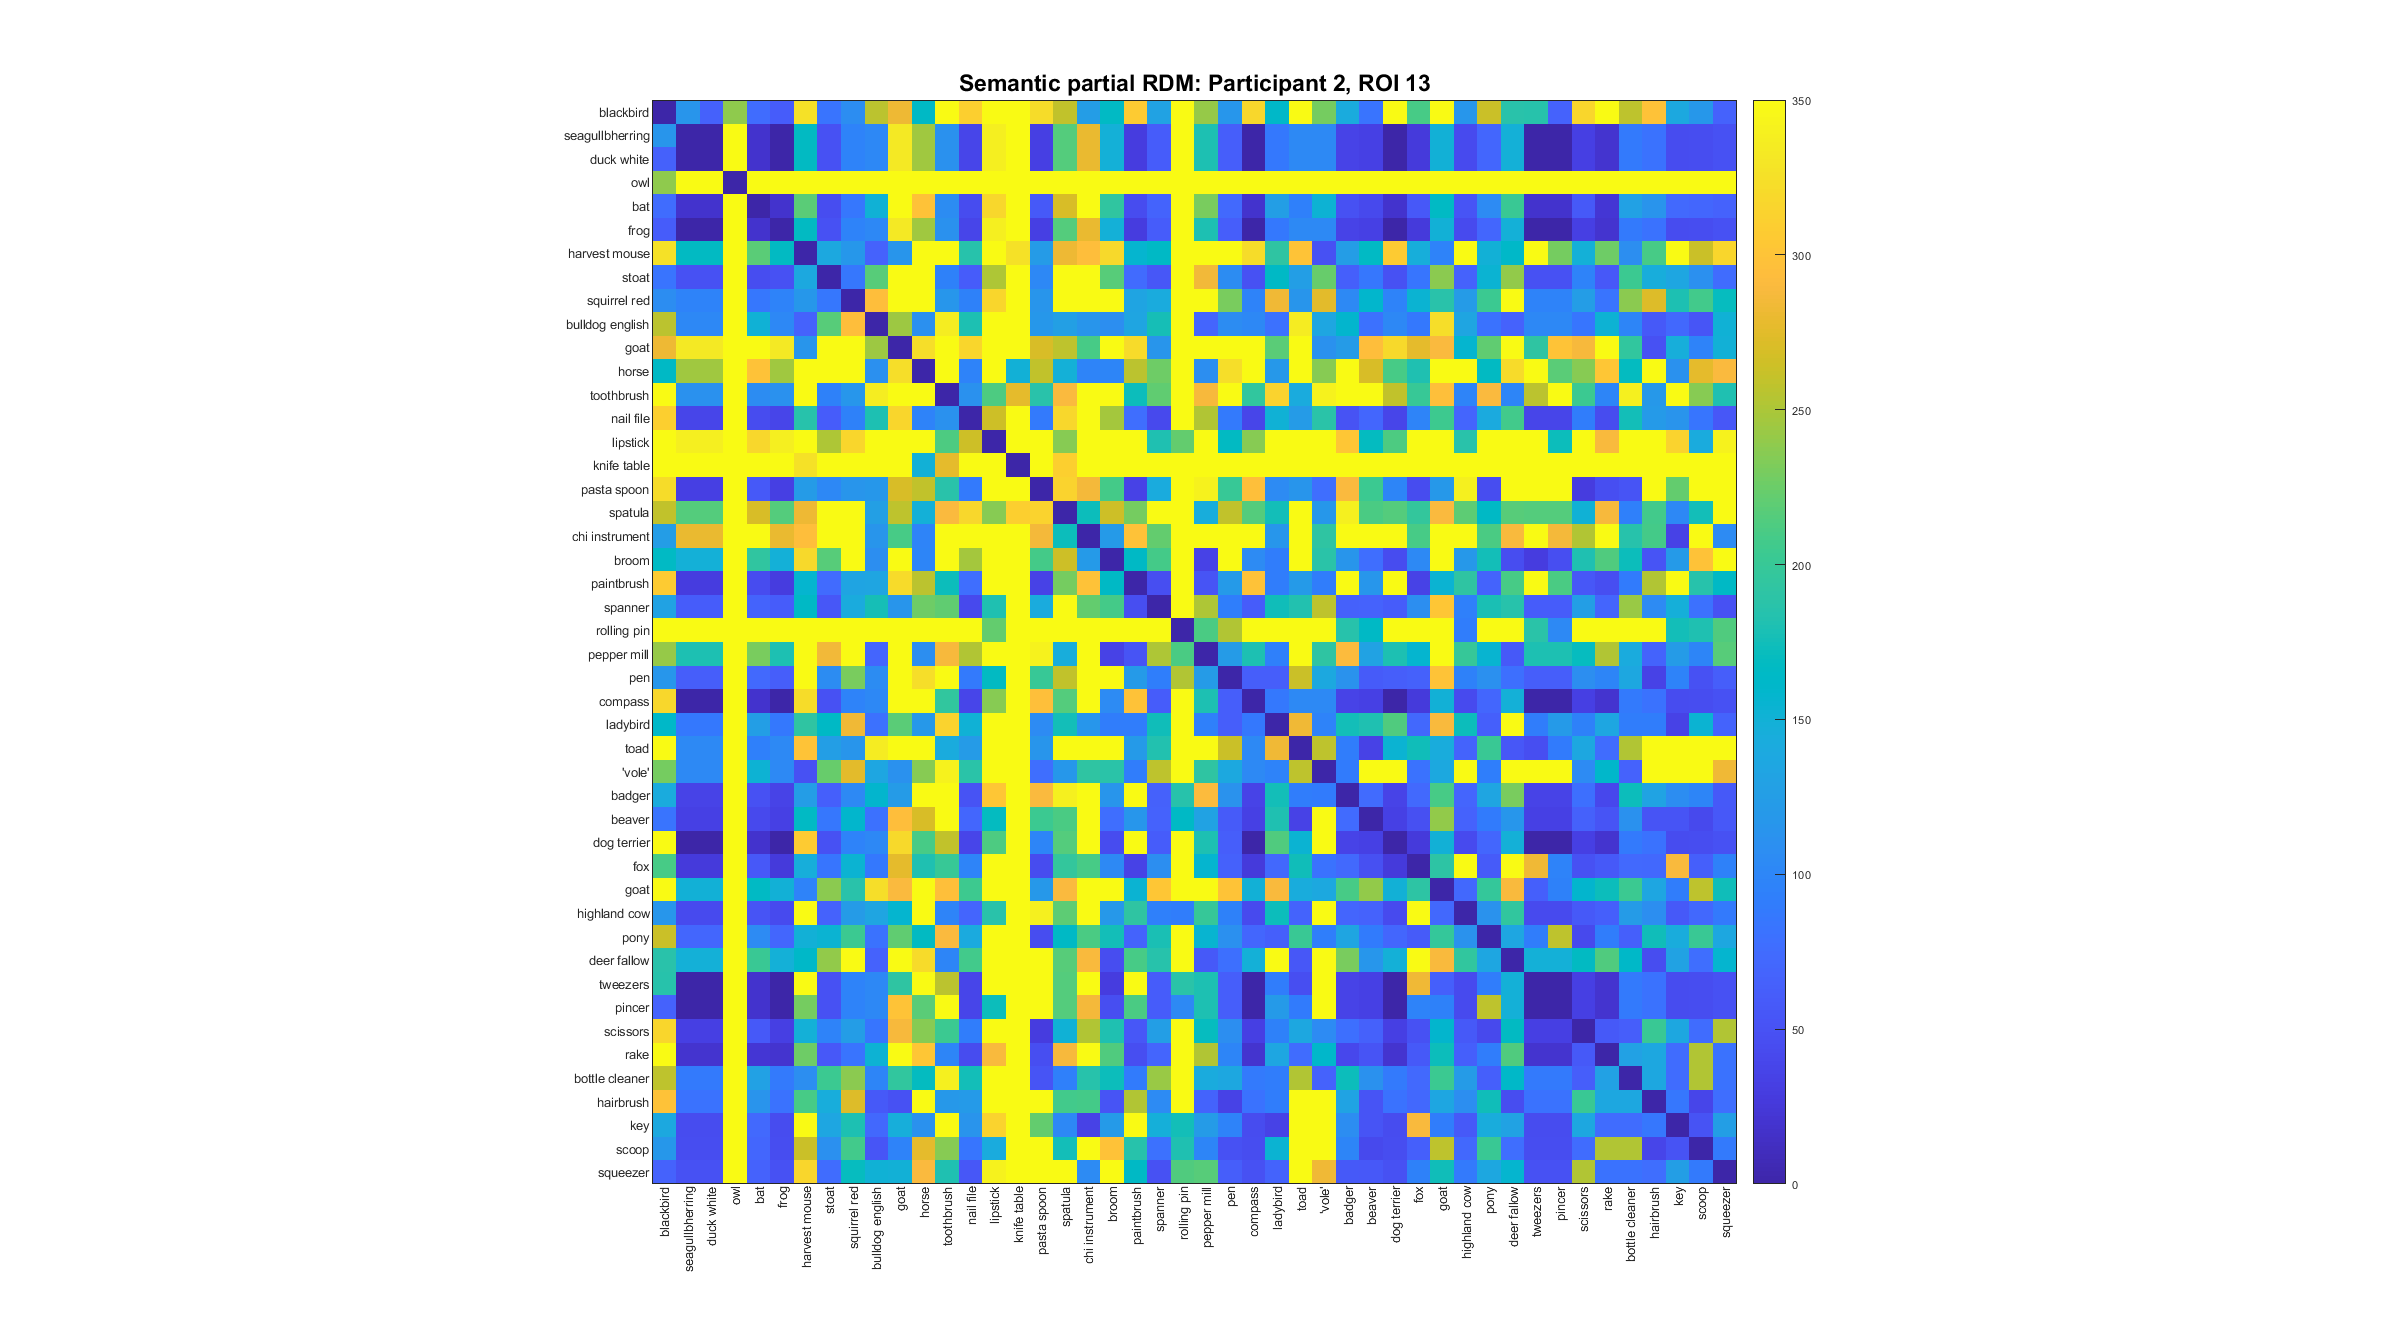 Semantic partial RDM: Participant 2, ROI 13
blackbird
seagullbherring
duck white
owl
bat
frog
harvest mouse
stoat
squirrel red
bulldog english
goat
horse
toothbrush
nail file
lipstick
knife table
pasta spoon
spatula
chi instrument
broom
paintbrush
spanner
rolling pin
pepper mill
pen
compass
ladybird
toad
'vole'
badger
beaver
dog terrier
fox
goat
highland cow
pony
deer fallow
tweezers
pincer
scissors
rake
bottle cleaner
hairbrush
key
scoop
squeezer
blackbird
seagullbherring
duck white
owl
bat
frog
harvest mouse
stoat
squirrel red
bulldog english
goat
horse
toothbrush
nail file
lipstick
knife table
pasta spoon
spatula
chi instrument
broom
paintbrush
spanner
rolling pin
pepper mill
pen
compass
ladybird
toad
'vole'
badger
beaver
dog terrier
fox
goat
highland cow
pony
deer fallow
tweezers
pincer
scissors
rake
bottle cleaner
hairbrush
key
scoop
squeezer
350
300
250
200
150
100
50
0